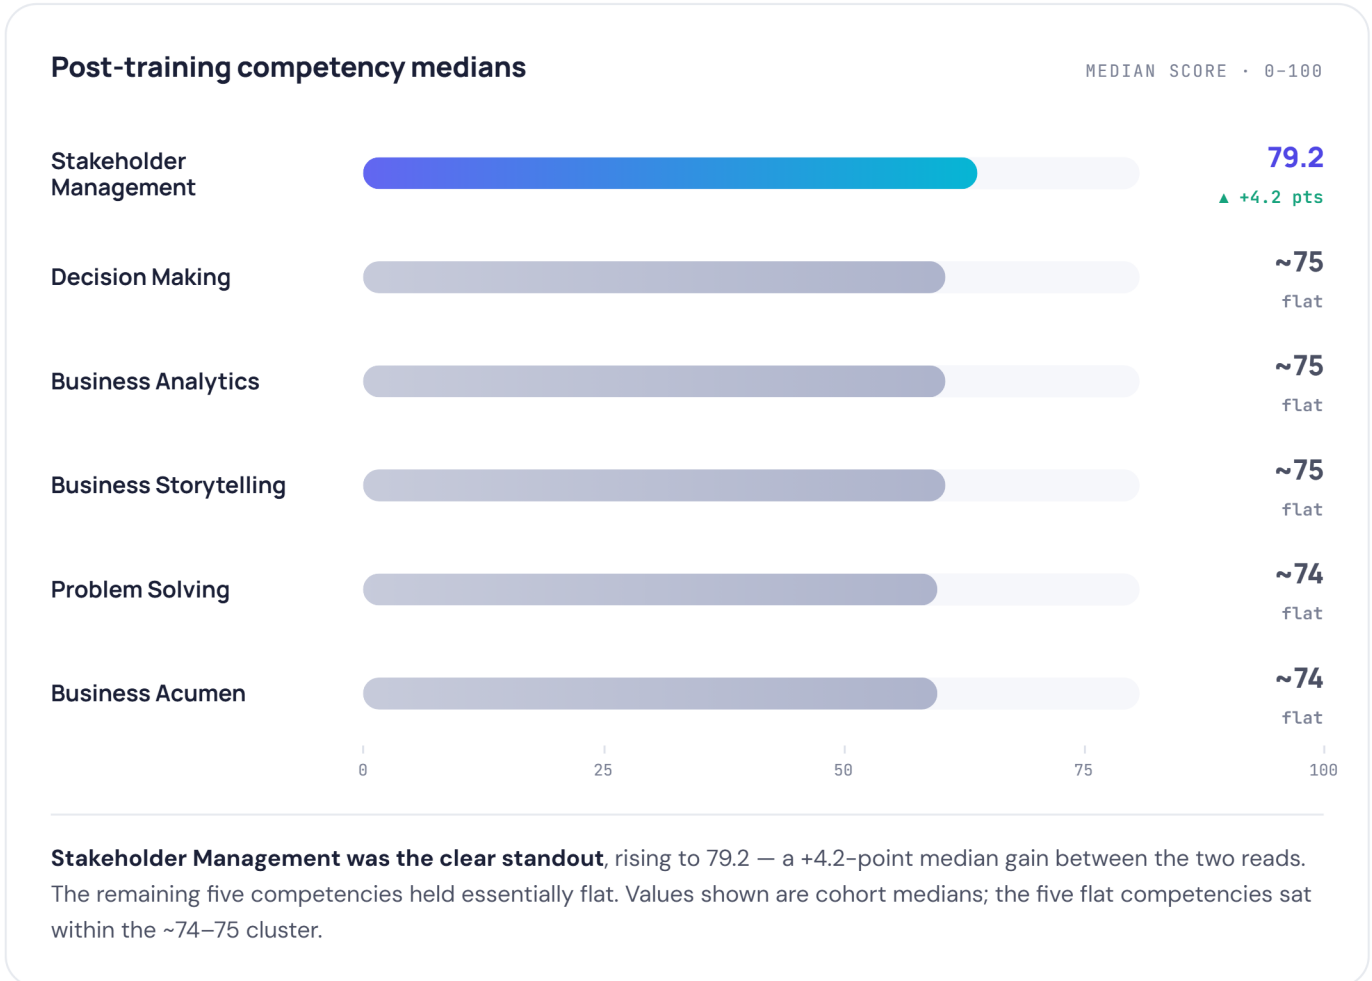 Post-training competency medians
MEDIAN SCORE · 0–100
Stakeholder
Management
79.2
▲ +4.2 pts
Decision Making
~75
flat
Business Analytics
~75
flat
Business Storytelling
~75
flat
Problem Solving
~74
flat
Business Acumen
~74
flat
0 25 50 75 100
Stakeholder Management was the clear standout, rising to 79.2 — a +4.2-point median gain between the two reads.
The remaining five competencies held essentially flat. Values shown are cohort medians; the five flat competencies sat
within the ~74–75 cluster.